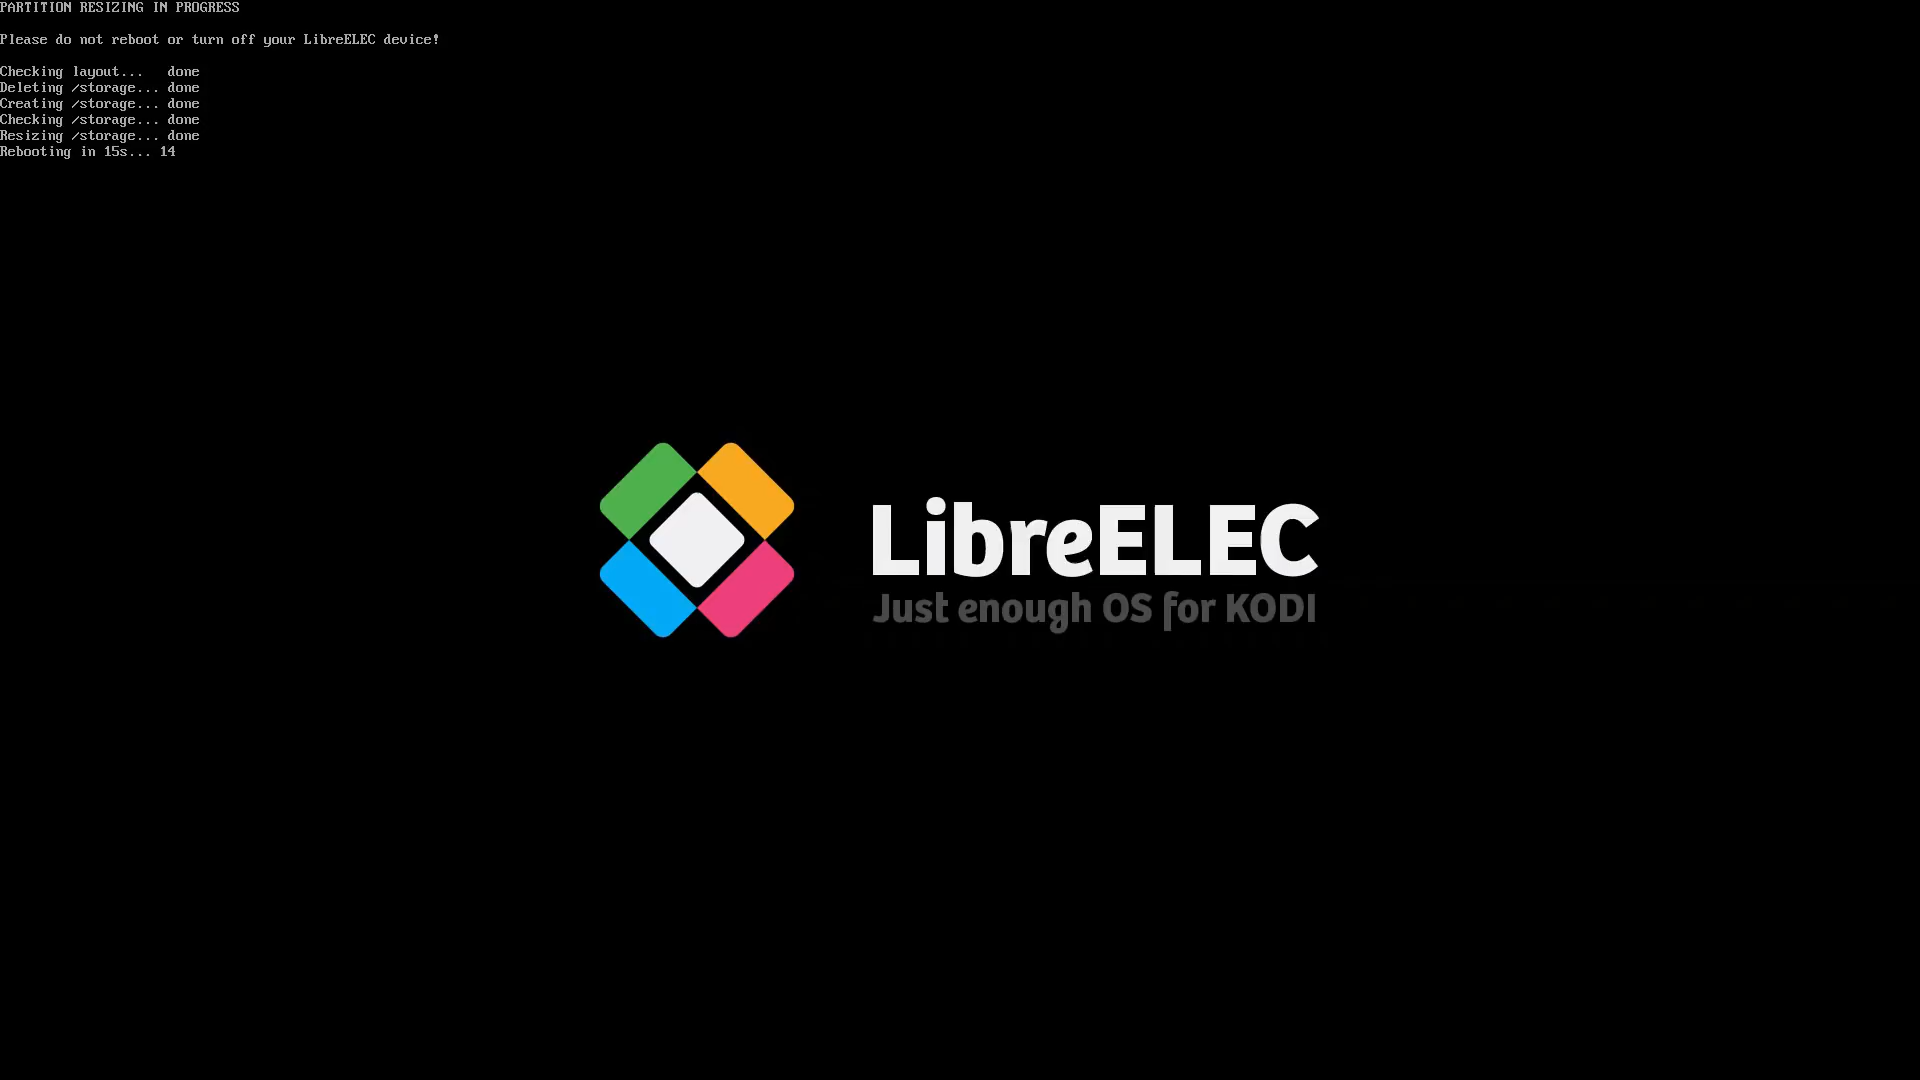 PARTITION RESIZING IN PROGRESS
Please do not reboot or turn off your LibreELEC device!
Checking layout...   done
Deleting /storage... done
Creating /storage... done
Checking /storage... done
Resizing /storage... done
Rebooting in 15s... 14
LibreELEC
Just enough OS for KODI